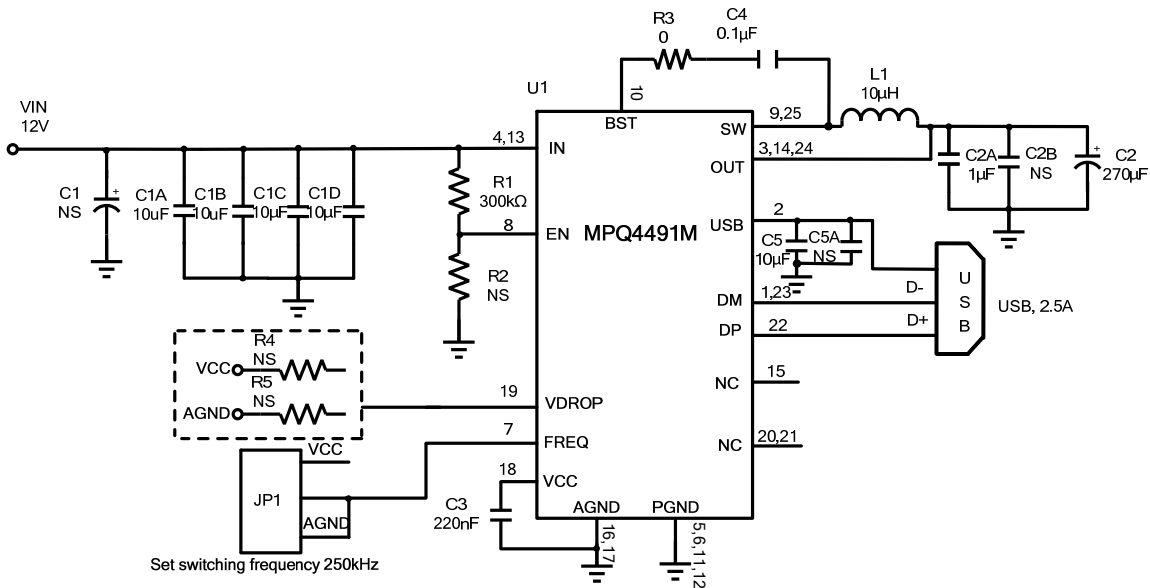 R3
0
C4
0.1µF
L1
10µH
U1
VIN
12V
10
BST
9,25
SW
4,13
IN
3,14,24
OUT
C1
NS
+
C1A
10uF
C1B
10uF
C1C
10µF
C1D
10µF
R1
300kΩ
C2A
1µF
C2B
NS
+
C2
270µF
8
EN
MPQ4491M
USB
2
C5
10µF
C5A
NS
R2
NS
U
S
B
D-
D+
USB, 2.5A
DM
1,23
DP
22
R4
NS
VCC
R5
NS
AGND
NC
15
19
VDROP
7
FREQ
NC
20,21
VCC
JP1
AGND
18
VCC
C3
220nF
AGND
16,17
PGND
5,6,11,12
Set switching frequency 250kHz